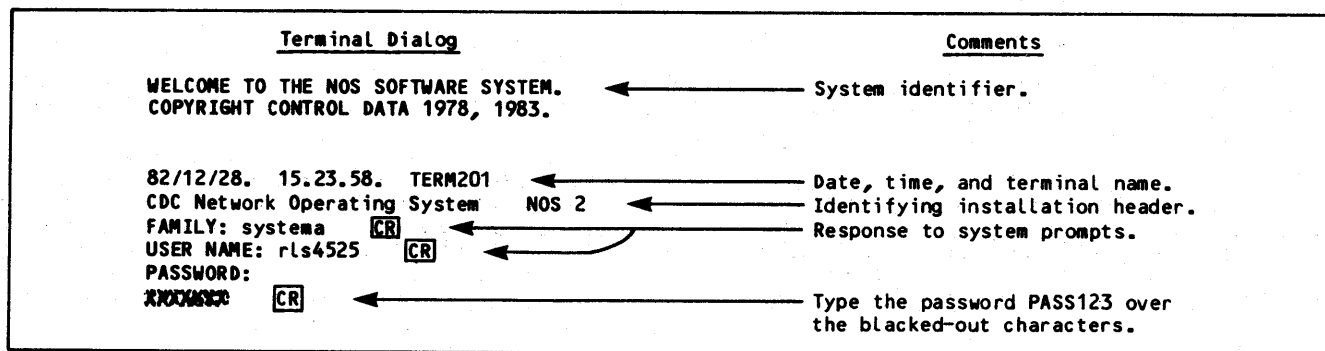 Terminal Dialog
Comments
WELCOME TO THE NOS SOFTWARE SYSTEM.
System identifier.
COPYRIGHT CONTROL DATA 1978, 1983.
82/12/28. 15.23.58. TERM201
Date, time, and terminal name.
CDC Network Operating System NOS 2
Identifying installation header.
FAMILY: systema CR
Response to system prompts.
USER NAME: rls4525 CR
PASSWORD:
CR
Type the password PASS123 over
the blacked-out characters.